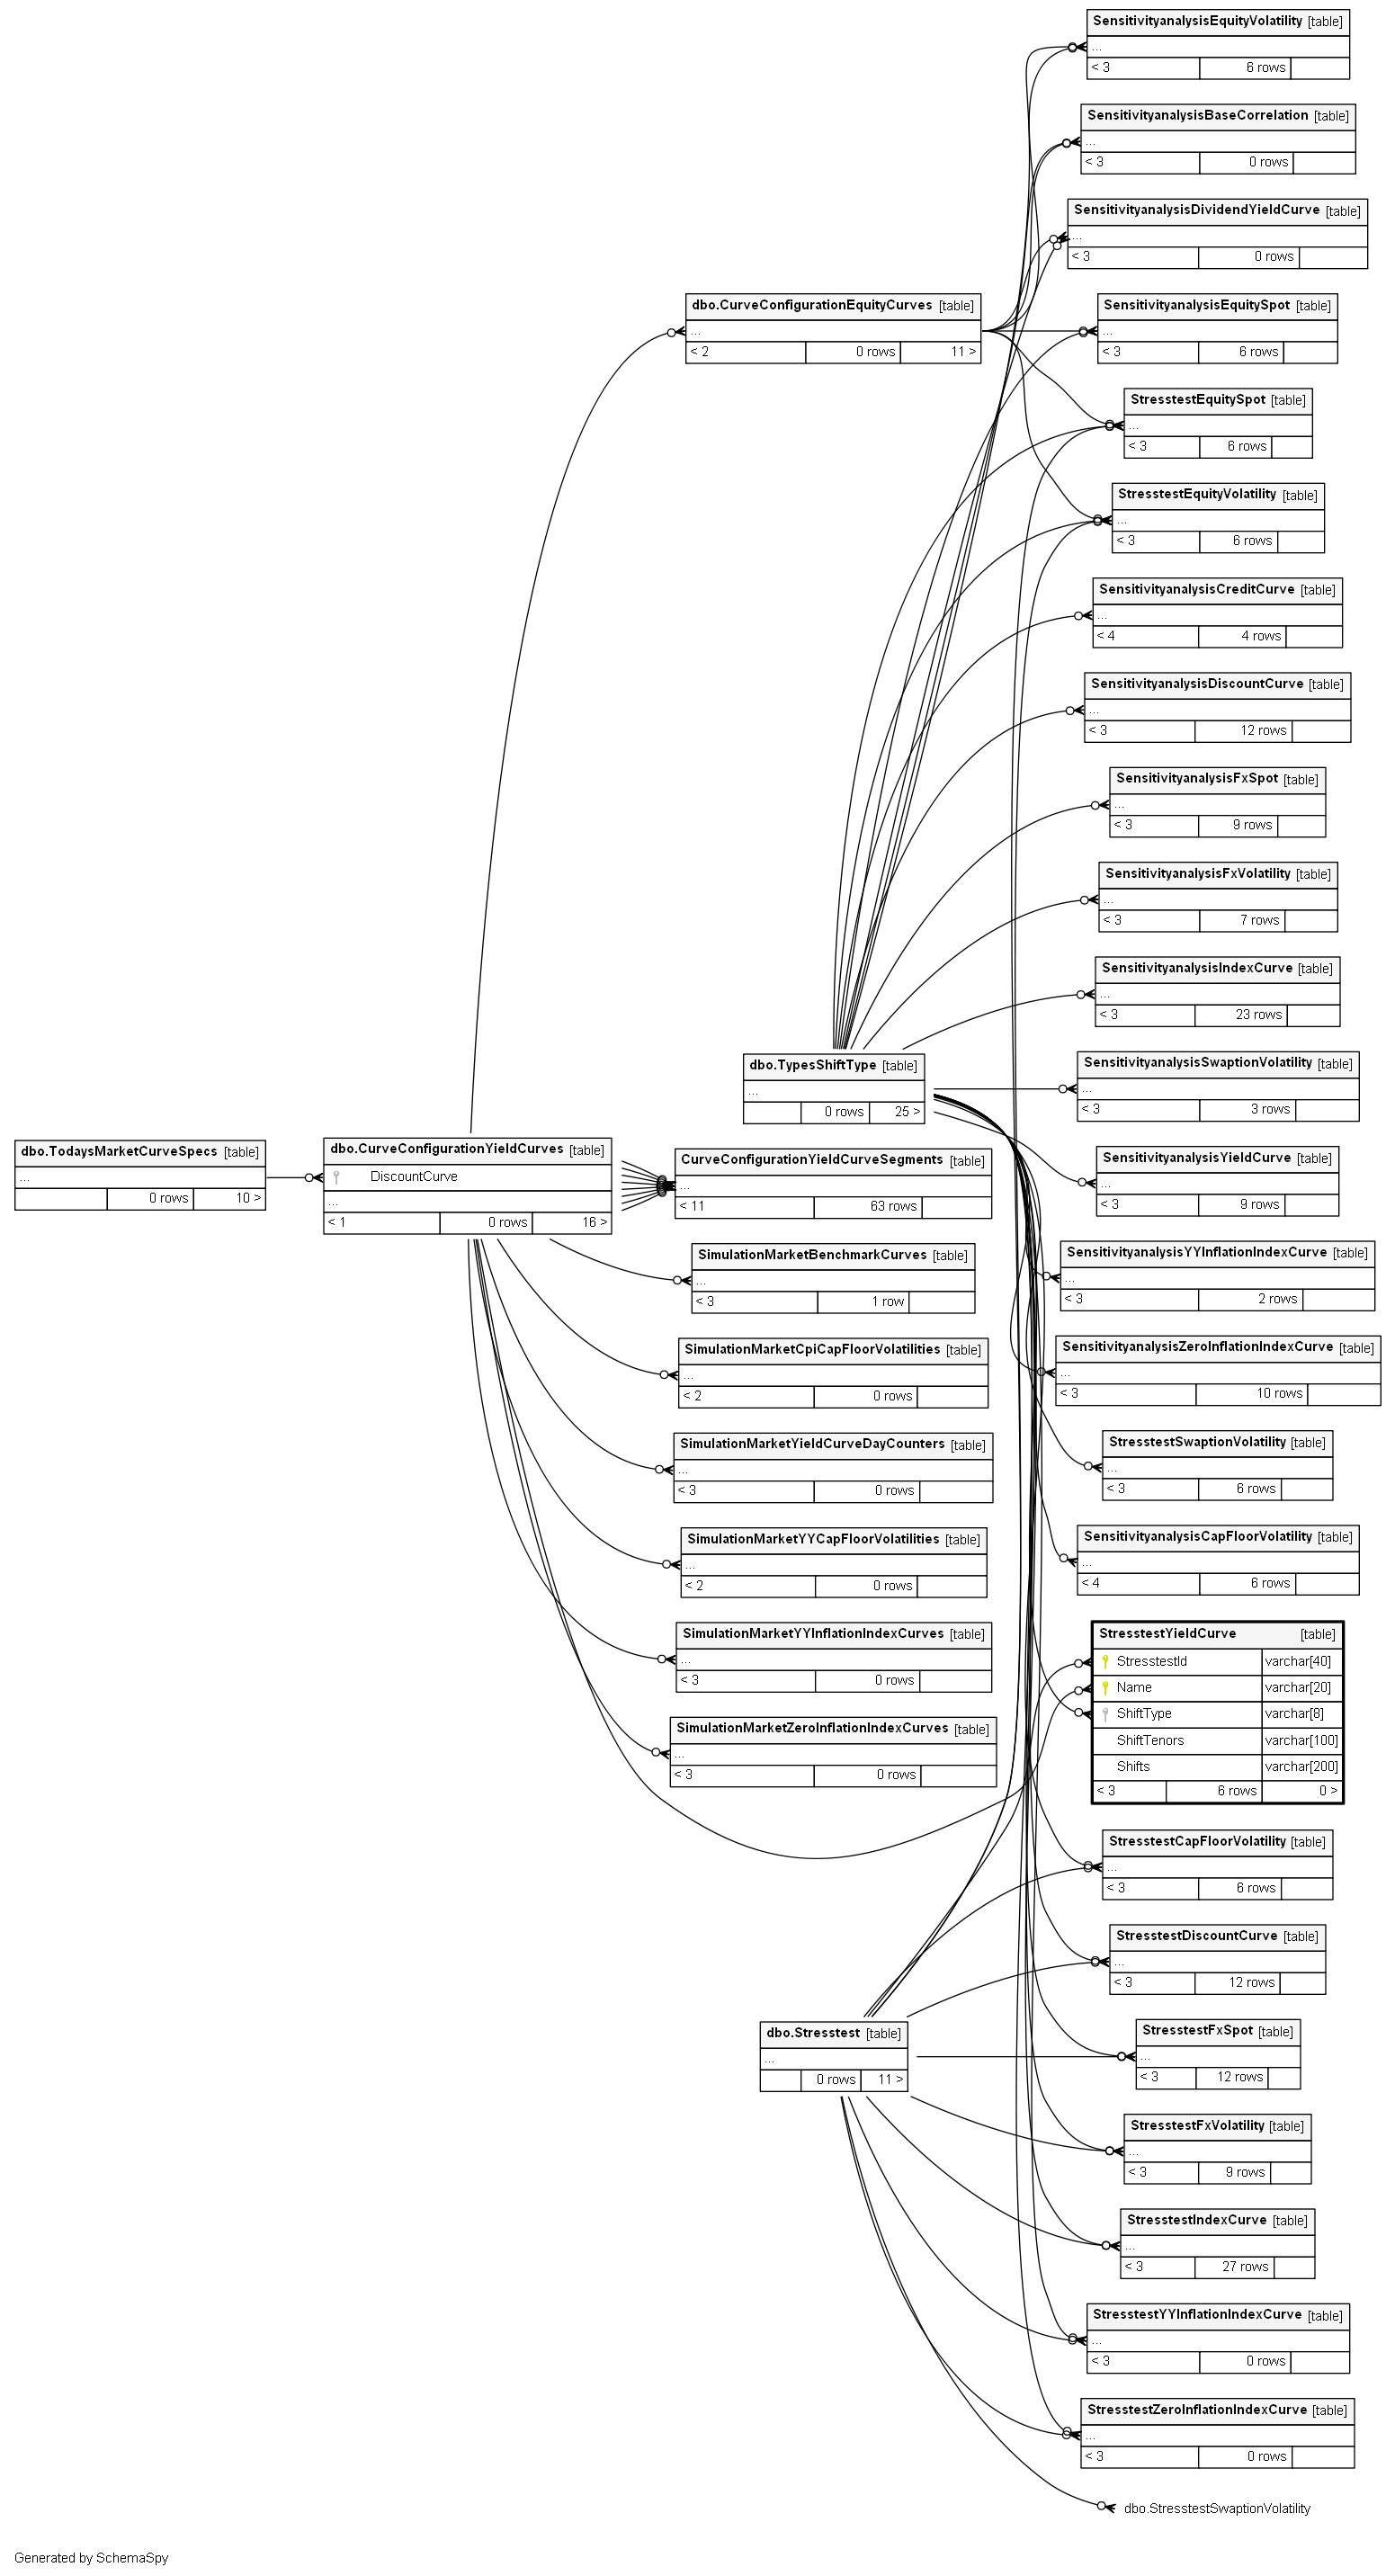 SensitivityanalysisEquityVolatility [table]
...
< 3 6 rows
SensitivityanalysisBaseCorrelation [table]
...
< 3 0 rows
SensitivityanalysisDividendYieldCurve [table]
...
< 3 0 rows
dbo.CurveConfigurationEquityCurves [table]
...
< 2 0 rows 11 >
SensitivityanalysisEquitySpot [table]
...
< 3 6 rows
StresstestEquitySpot [table]
...
< 3 6 rows
StresstestEquityVolatility [table]
...
< 3 6 rows
SensitivityanalysisCreditCurve [table]
...
< 4 4 rows
SensitivityanalysisDiscountCurve [table]
...
< 3 12 rows
SensitivityanalysisFxSpot [table]
...
< 3 9 rows
SensitivityanalysisFxVolatility [table]
...
< 3 7 rows
SensitivityanalysisIndexCurve [table]
...
< 3 23 rows
dbo.TypesShiftType [table]
...
0 rows 25 >
SensitivityanalysisSwaptionVolatility [table]
...
< 3 3 rows
dbo.TodaysMarketCurveSpecs [table]
...
0 rows 10 >
dbo.CurveConfigurationYieldCurves [table]
DiscountCurve
...
< 1 0 rows 16 >
CurveConfigurationYieldCurveSegments [table]
...
< 11 63 rows
SensitivityanalysisYieldCurve [table]
...
< 3 9 rows
SimulationMarketBenchmarkCurves [table]
...
< 3 1 row
SensitivityanalysisYYInflationIndexCurve [table]
...
< 3 2 rows
SimulationMarketCpiCapFloorVolatilities [table]
...
< 2 0 rows
SensitivityanalysisZeroInflationIndexCurve [table]
...
< 3 10 rows
SimulationMarketYieldCurveDayCounters [table]
...
< 3 0 rows
StresstestSwaptionVolatility [table]
...
< 3 6 rows
SimulationMarketYYCapFloorVolatilities [table]
...
< 2 0 rows
SensitivityanalysisCapFloorVolatility [table]
...
< 4 6 rows
SimulationMarketYYInflationIndexCurves [table]
...
< 3 0 rows
StresstestYieldCurve [table]
StresstestId varchar[40]
Name varchar[20]
ShiftType varchar[8]
ShiftTenors varchar[100]
Shifts varchar[200]
< 3 6 rows 0 >
SimulationMarketZeroInflationIndexCurves [table]
...
< 3 0 rows
StresstestCapFloorVolatility [table]
...
< 3 6 rows
StresstestDiscountCurve [table]
...
< 3 12 rows
dbo.Stresstest [table]
...
0 rows 11 >
StresstestFxSpot [table]
...
< 3 12 rows
StresstestFxVolatility [table]
...
< 3 9 rows
StresstestIndexCurve [table]
...
< 3 27 rows
StresstestYYInflationIndexCurve [table]
...
< 3 0 rows
StresstestZeroInflationIndexCurve [table]
...
< 3 0 rows
dbo.StresstestSwaptionVolatility
Generated by SchemaSpy